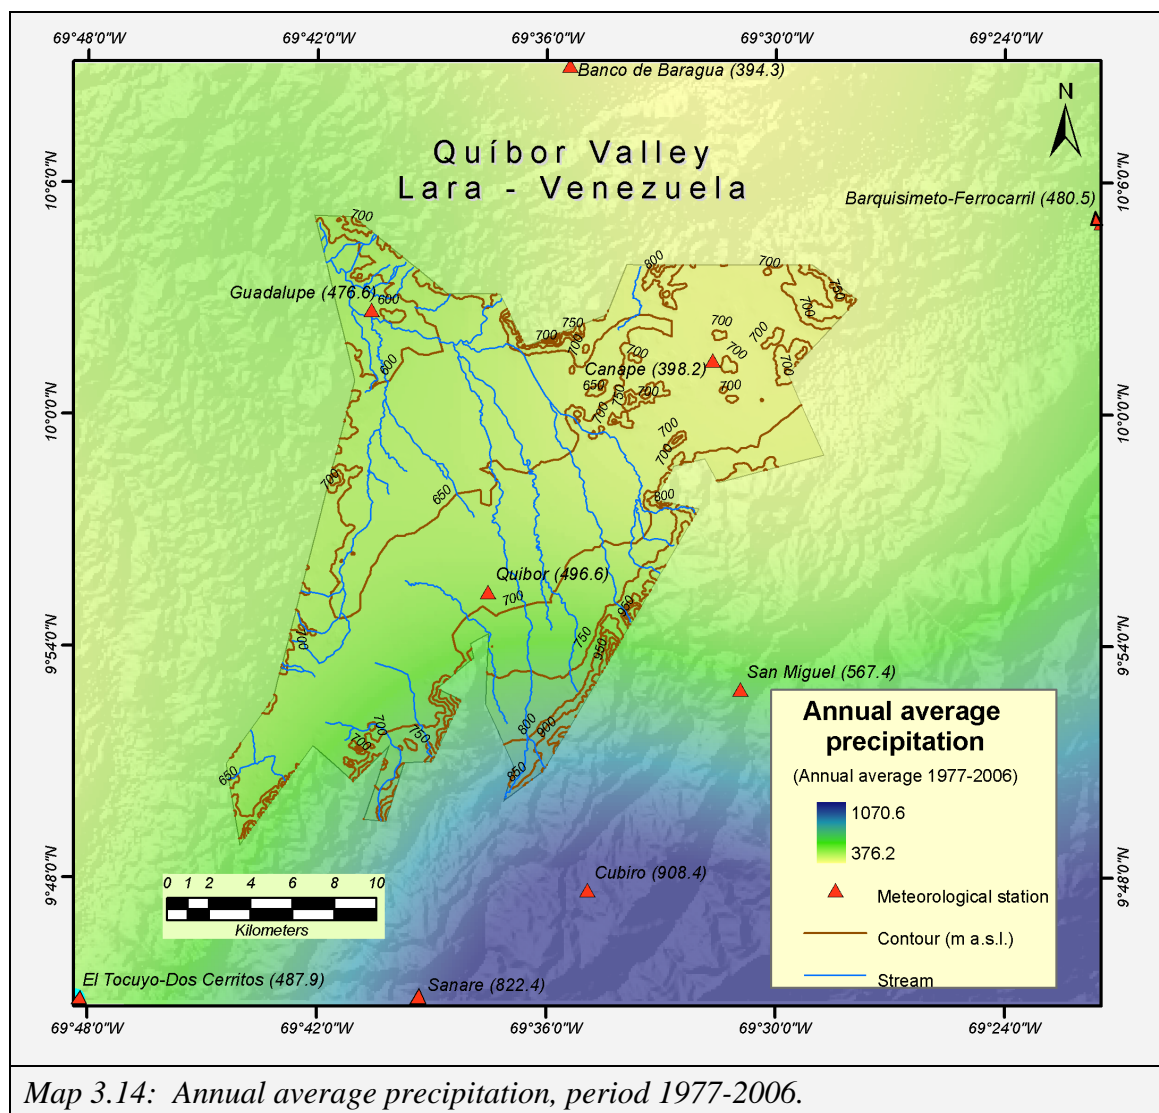 69°48'0"W 69°42'0"W 69°36'0"W 69°30'0"W 69°24'0"W
Banco de Baragua (394.3)
N
Quíbor Valley
Lara - Venezuela
10°6'0"N 10°6'0"N
Barquisimeto-Ferrocarril (480.5)
700
800 700
750
Guadalupe (476.6)
600
700
750
700
700
700
700
600
Canape (398.2)
700
700
700
650
750
700
700
10°0'0"N 10°0'0"N
700
700
700
700
650
800
Quibor (496.6)
700
950
700
750
950
9°54'0"N 9°54'0"N
San Miguel (567.4)
Annual average
precipitation
(Annual average 1977-2006)
1070.6
376.2
Meteorological station
Contour (m a.s.l.)
Stream
700
700
750
800
900
850
650
Cubiro (908.4)
9°48'0"N 9°48'0"N
0 1 2 4 6 8 10
Kilometers
El Tocuyo-Dos Cerritos (487.9)
Sanare (822.4)
69°48'0"W 69°42'0"W 69°36'0"W 69°30'0"W 69°24'0"W
Map 3.14: Annual average precipitation, period 1977-2006.